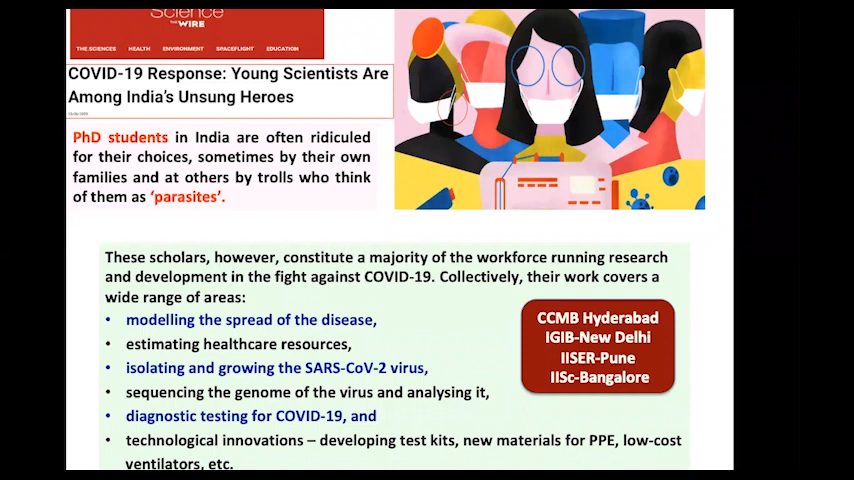 Science
THE WIRE
THE SCIENCES HEALTH ENVIRONMENT SPACEFLIGHT EDUCATION
COVID-19 Response: Young Scientists Are
Among India's Unsung Heroes
PhD students in India are often ridiculed
for their choices, sometimes by their own
families and at others by trolls who think
of them as 'parasites'.
These scholars, however, constitute a majority of the workforce running research
and development in the fight against COVID-19. Collectively, their work covers a
wide range of areas:
• modelling the spread of the disease,
• estimating healthcare resources,
• isolating and growing the SARS-CoV-2 virus,
• sequencing the genome of the virus and analysing it,
• diagnostic testing for COVID-19, and
• technological innovations – developing test kits, new materials for PPE, low-cost
ventilators, etc.
CCMB Hyderabad
IGIB-New Delhi
IISER-Pune
IISc-Bangalore